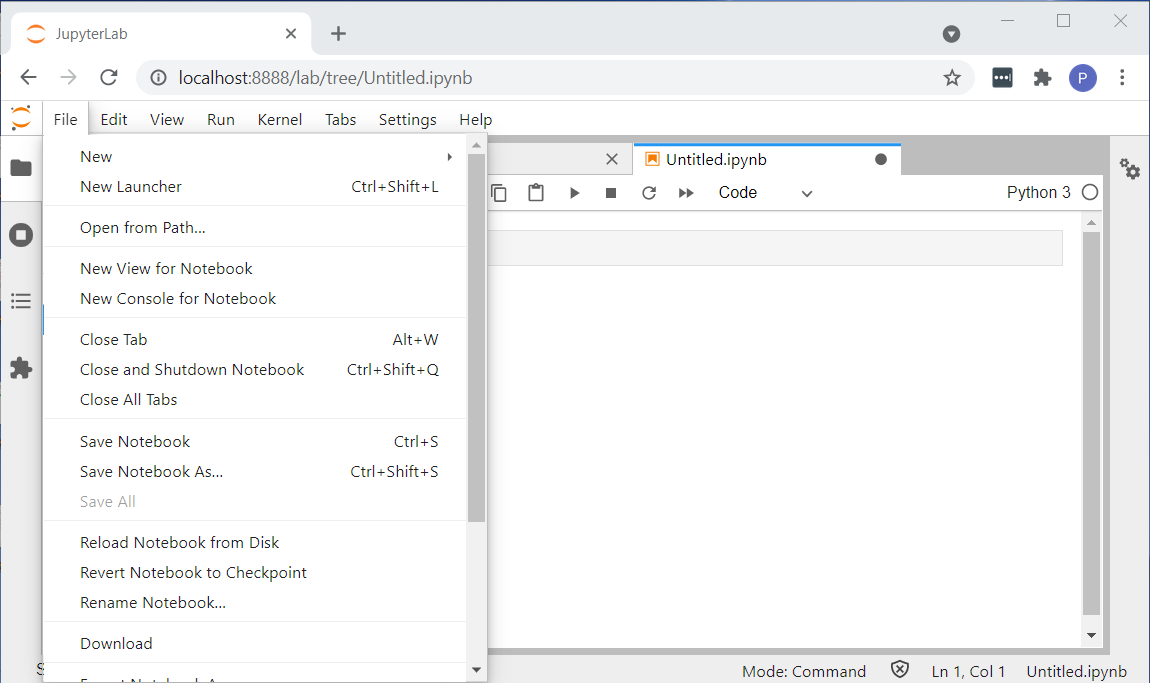 JupyterLab
localhost:8888/lab/tree/Untitled.ipynb
P
File Edit View Run Kernel Tabs Settings Help
New
New Launcher Ctrl+Shift+L
Open from Path...
New View for Notebook
New Console for Notebook
Close Tab Alt+W
Close and Shutdown Notebook Ctrl+Shift+Q
Close All Tabs
Save Notebook Ctrl+S
Save Notebook As... Ctrl+Shift+S
Save All
Reload Notebook from Disk
Revert Notebook to Checkpoint
Rename Notebook...
Download
Untitled.ipynb
Code Python 3
Mode: Command Ln 1, Col 1 Untitled.ipynb